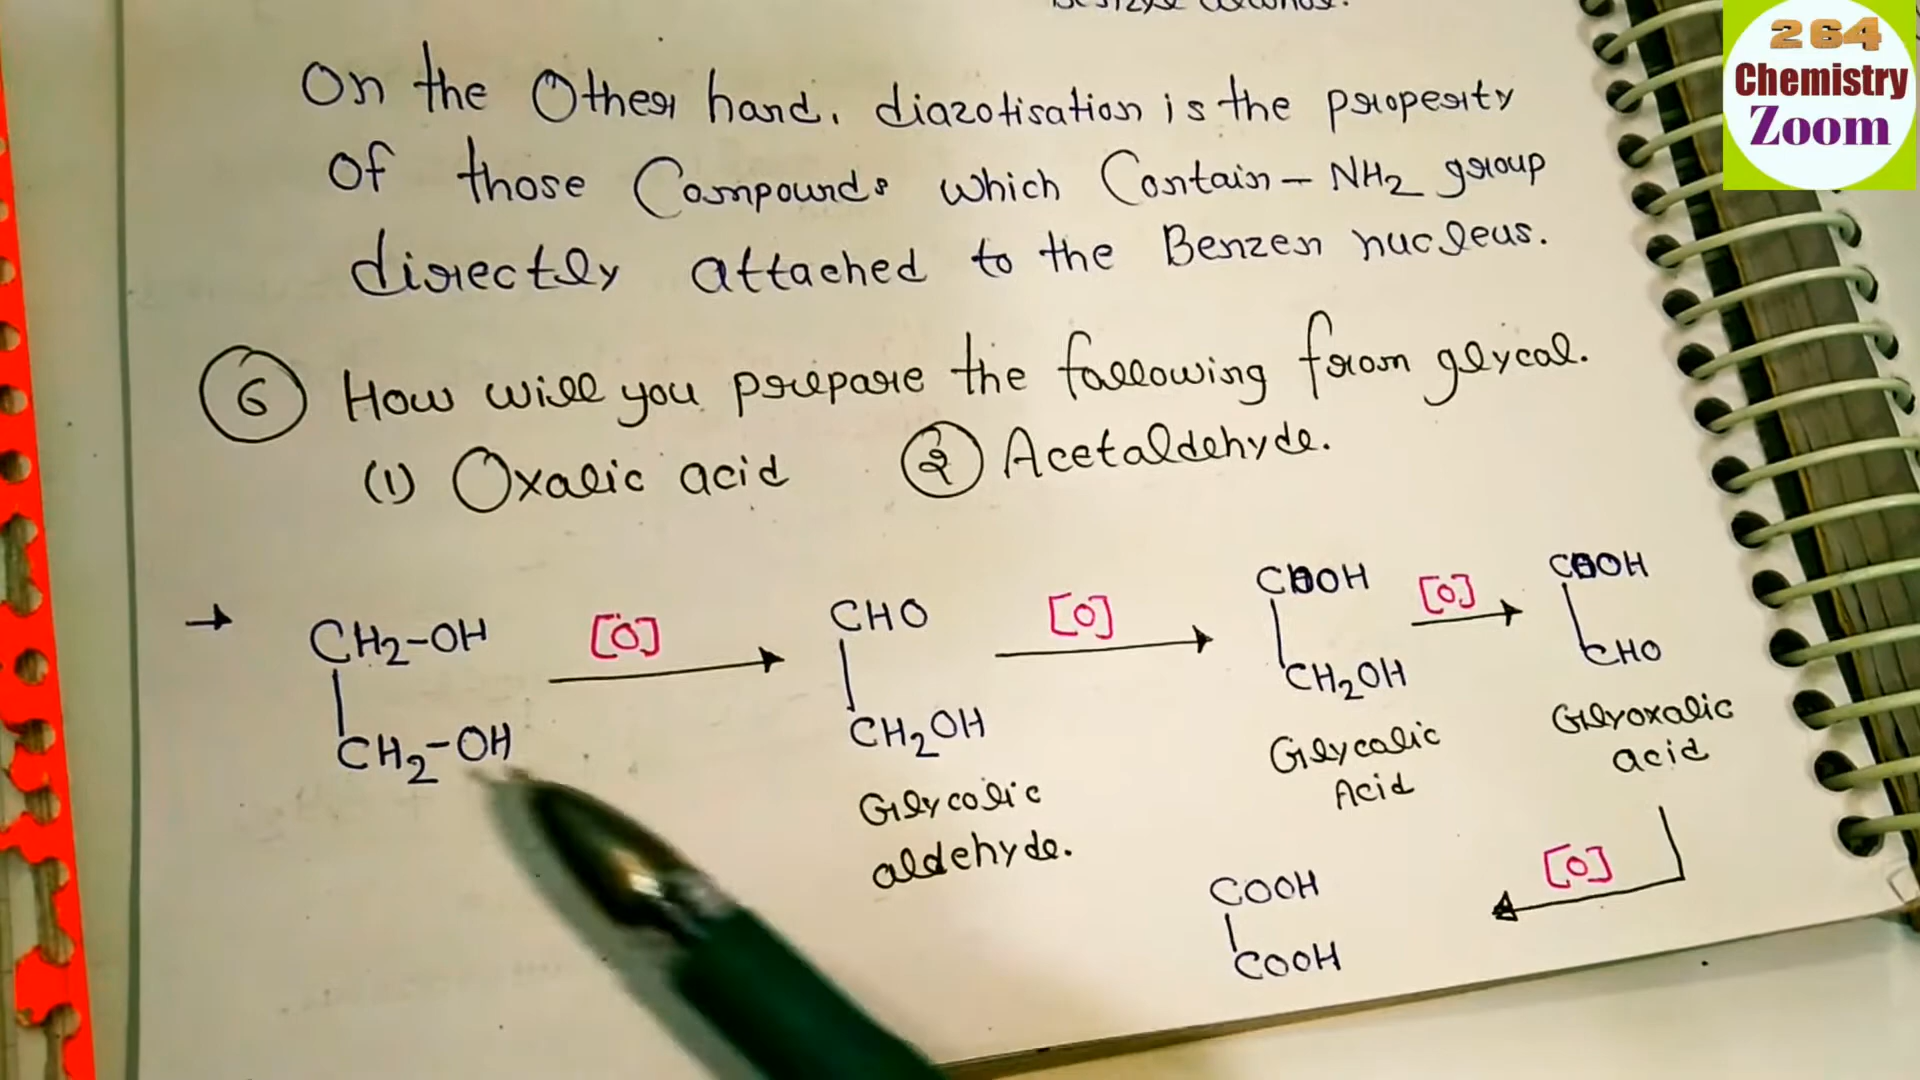 264
Chemistry
Zoom
On the Other hand, diazotisation is the property
Of those Compounds which Contain - NH2 group
directly attached to the Benzen nucleus.
6 How will you prepare the following from glycol.
(1) Oxalic acid 2 Acetaldehyde.
→ CH2-OH [O] CHO [O] COOH [O] COOH
CH2-OH CH2OH CH2OH CHO
Glycolic Glycolic Glyoxalic
aldehyde. Acid acid
COOH [O]
COOH